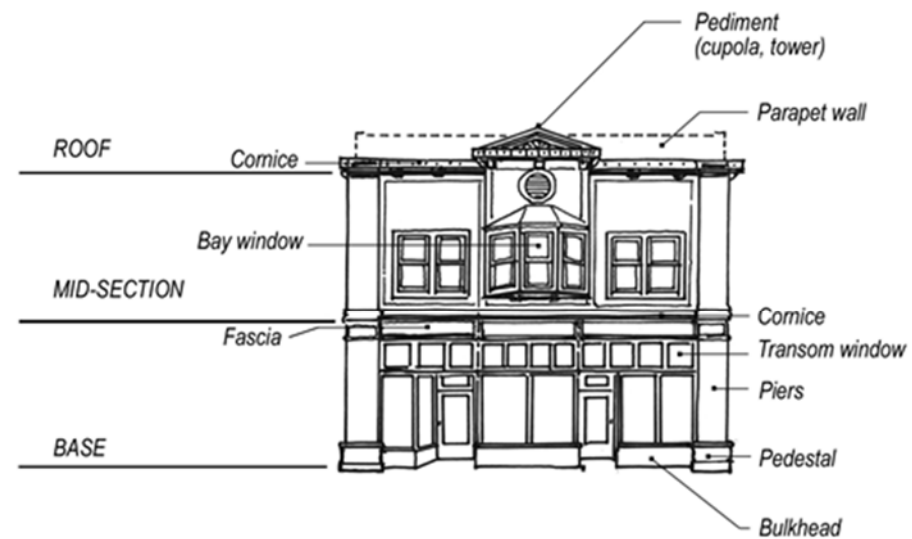 Pediment
(cupola, tower)
Parapet wall
ROOF
Cornice
Bay window
MID-SECTION
Cornice
Fascia
Transom window
Piers
BASE
Pedestal
Bulkhead